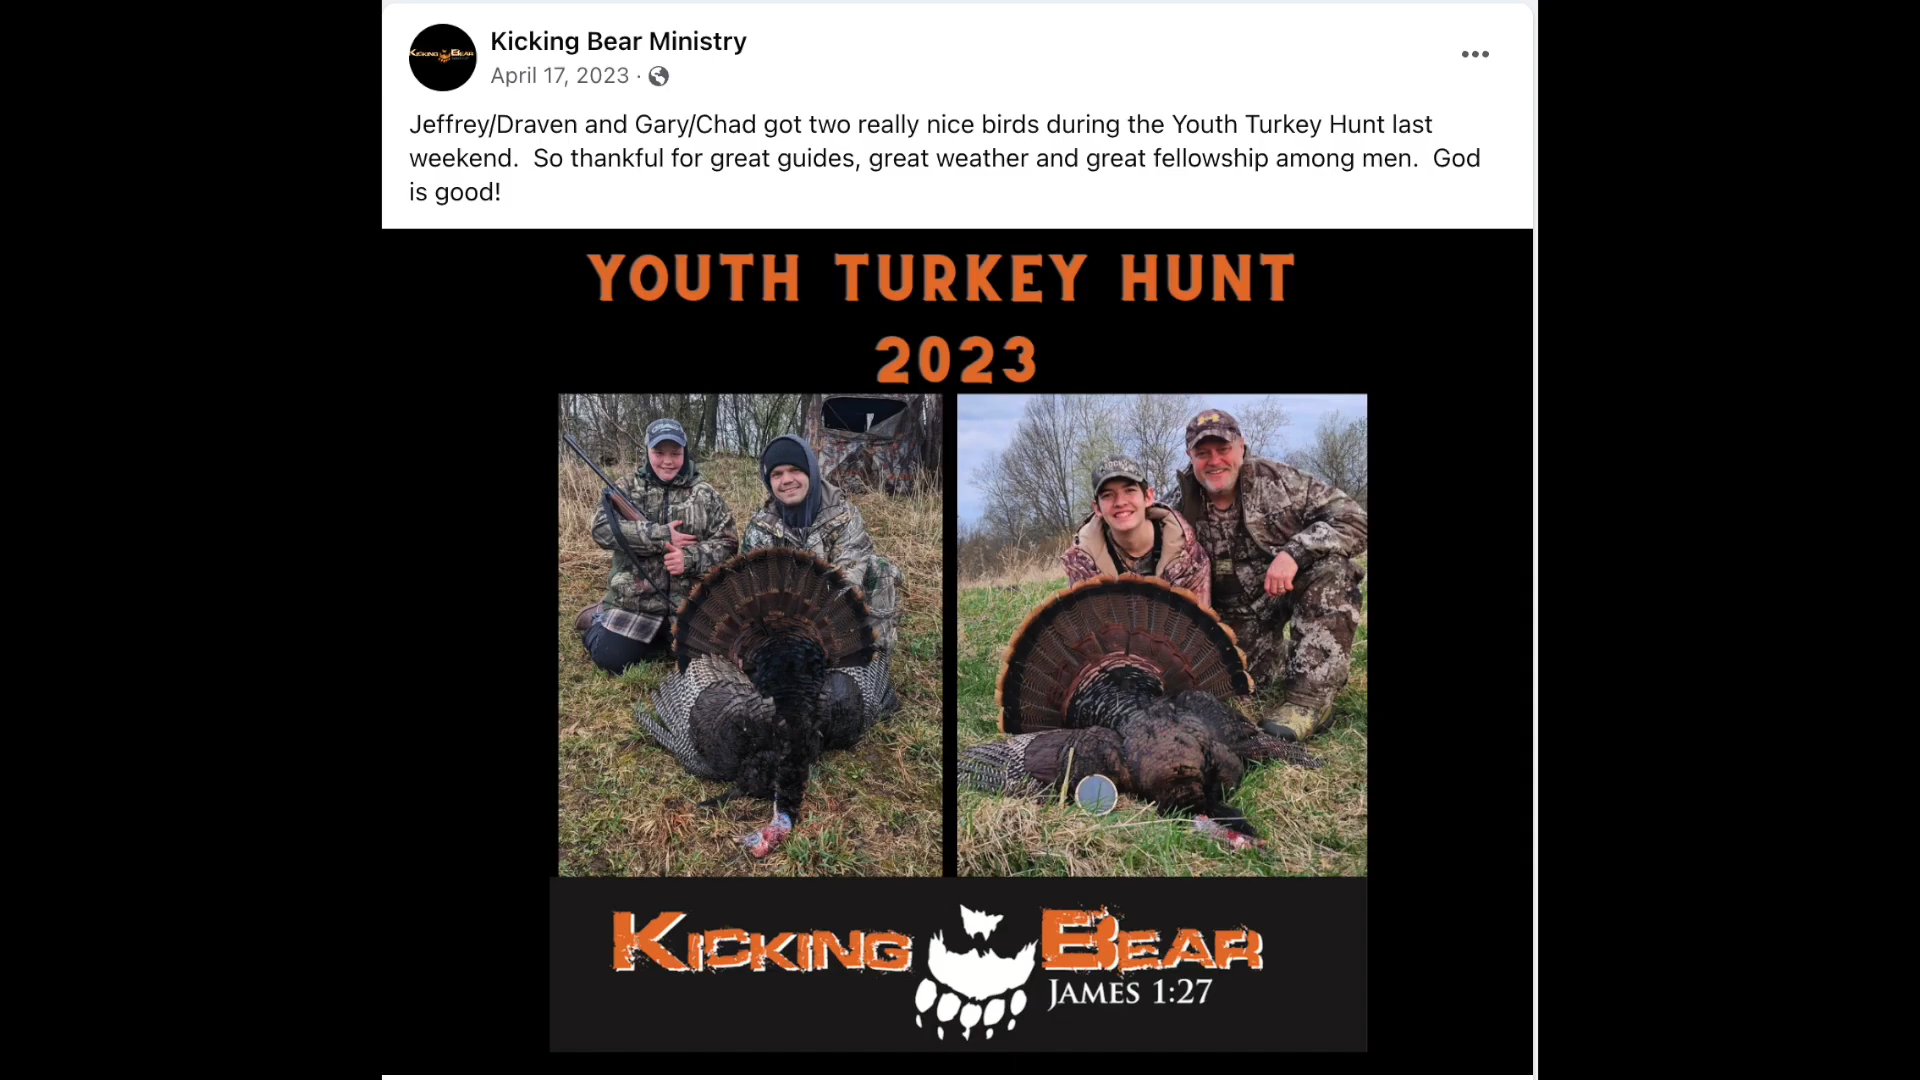 Kicking Bear
Kicking Bear Ministry
April 17, 2023 ·
Jeffrey/Draven and Gary/Chad got two really nice birds during the Youth Turkey Hunt last
weekend.  So thankful for great guides, great weather and great fellowship among men.  God
is good!
YOUTH TURKEY HUNT
2023
M
KICKING BEAR
JAMES 1:27